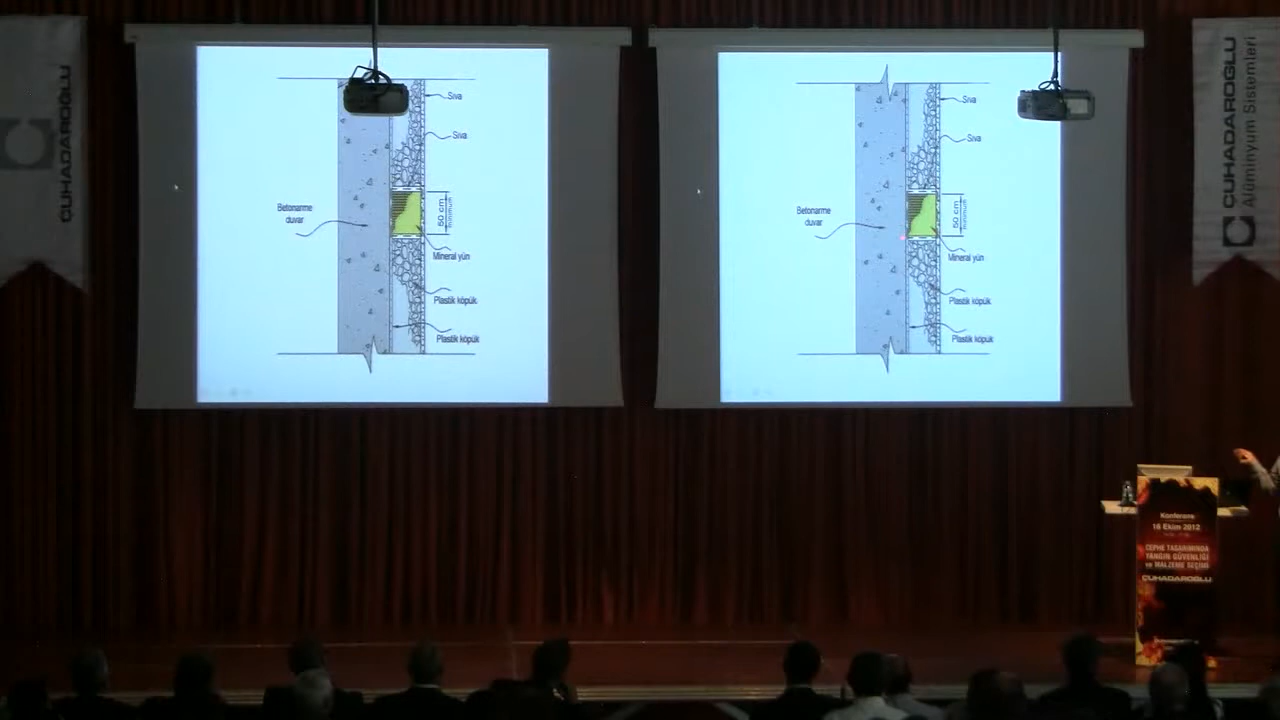 ÇUHADAROĞLU
Sıva
Sıva
Betonarme
duvar
50 cm
minimum
Mineral yün
Plastik köpük
Plastik köpük
Sıva
Sıva
Betonarme
duvar
50 cm
minimum
Mineral yün
Plastik köpük
Plastik köpük
ÇUHADAROĞLU
Alüminyum Sistemleri
Konferans
16 Ekim 2012
CEPHE TASARIMINDA
YANGIN GÜVENLİĞİ
ve MALZEME SEÇİMİ
ÇUHADAROĞLU